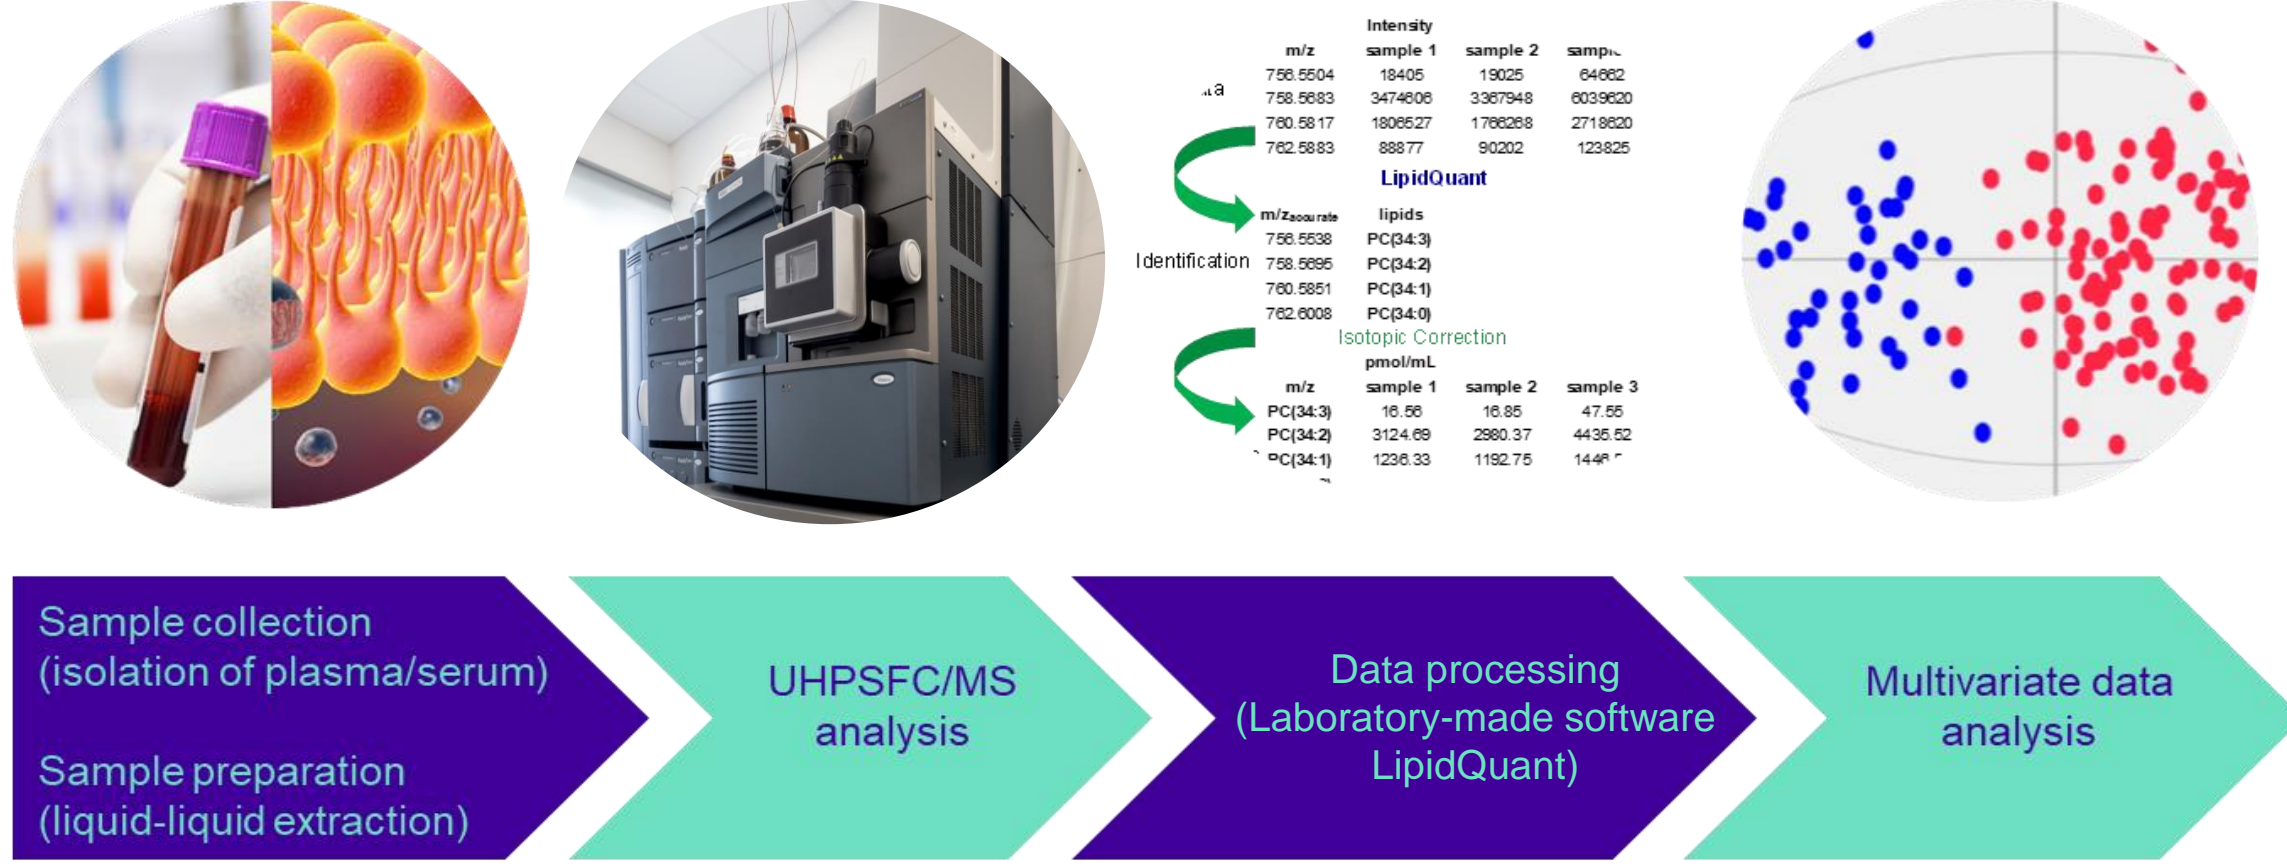 Intensity
m/z sample 1 sample 2
756.5504 18405 19025 64662
758.5683 3474606 3367948 6039620
760.5817 1806527 1766268 2718620
762.5883 88877 90202 123825
LipidQuant
m/zaccurate lipids
756.5538 PC(34:3)
Identification 758.5695 PC(34:2)
760.5851 PC(34:1)
762.6008 PC(34:0)
Isotopic Correction
pmol/mL
m/z sample 1 sample 2 sample 3
PC(34:3) 16.56 16.85 47.55
PC(34:2) 3124.69 2980.37 4435.52
PC(34:1) 1236.33 1192.75
Sample collection
(isolation of plasma/serum)
Sample preparation
(liquid-liquid extraction)
UHPSFC/MS
analysis
Data processing
(Laboratory-made software
LipidQuant)
Multivariate data
analysis